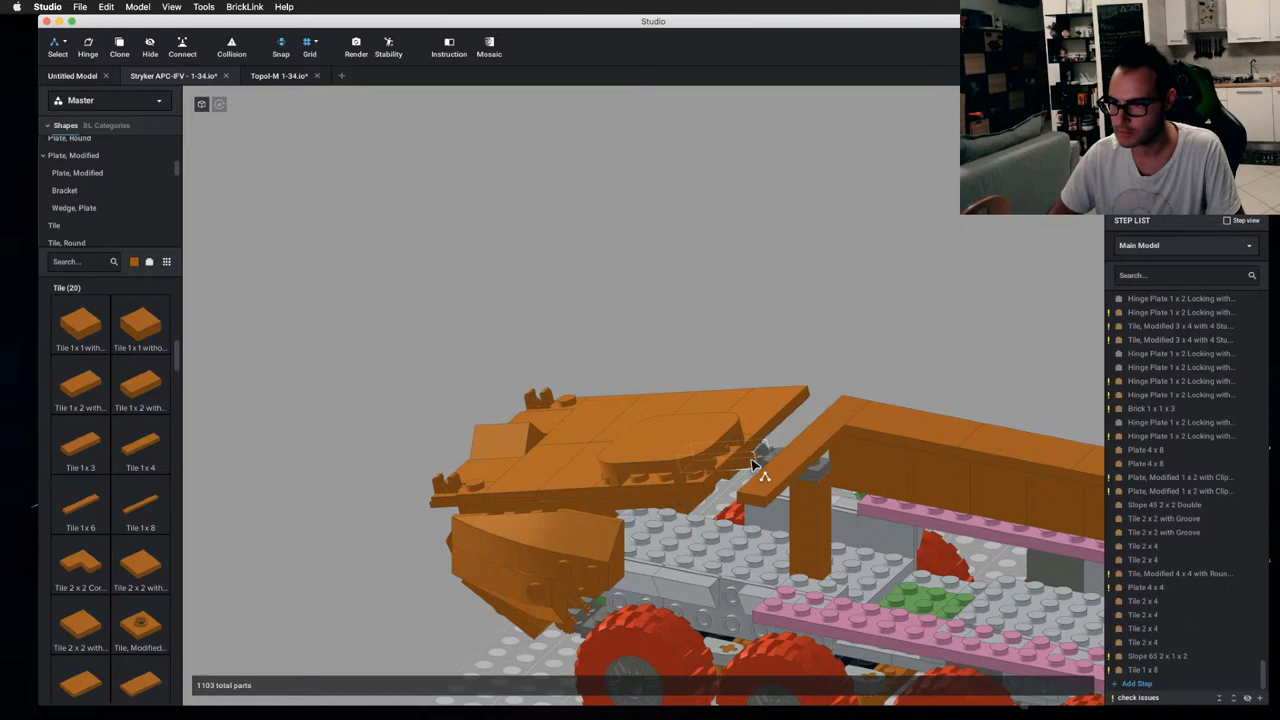 Studio File Edit Model View Tools BrickLink Help
Studio
Select Hinge Clone Hide Connect Collision Snap Grid Render Stability Instruction Mosaic
Untitled Model Stryker APC-IFV - 1-34.io* Topol-M 1-34.io*
Master
Shapes BL Categories
Plate, Round
Plate, Modified
Plate, Modified
Bracket
Wedge, Plate
Tile
Tile, Round
Search...
Tile (20)
Tile 1x 1 with... Tile 1x 1 witho...
Tile 1 x 2 with... Tile 1 x 2 with...
Tile 1 x 3 Tile 1 x 4
Tile 1 x 6 Tile 1 x 8
Tile 2 x 2 Cor... Tile 2 x 2 with...
Tile 2 x 2 with... Tile, Modified...
1103 total parts
STEP LIST Step view
Main Model
Search...
Hinge Plate 1 x 2 Locking with...
Hinge Plate 1 x 2 Locking with...
Tile, Modified 3 x 4 with 4 Stu...
Tile, Modified 3 x 4 with 4 Stu...
Hinge Plate 1 x 2 Locking with...
Hinge Plate 1 x 2 Locking with...
Hinge Plate 1 x 2 Locking with...
Hinge Plate 1 x 2 Locking with...
Brick 1 x 1 x 3
Hinge Plate 1 x 2 Locking with...
Hinge Plate 1 x 2 Locking with...
Plate 4 x 8
Plate 4 x 8
Plate, Modified 1 x 2 with Clip...
Plate, Modified 1 x 2 with Clip...
Slope 45 2 x 2 Double
Tile 2 x 2 with Groove
Tile 2 x 2 with Groove
Tile 2 x 4
Tile 2 x 4
Tile, Modified 4 x 4 with Roun...
Plate 4 x 4
Tile 2 x 4
Tile 2 x 4
Tile 2 x 4
Tile 2 x 4
Slope 65 2 x 1 x 2
Tile 1 x 8
+ Add Step
! check issues